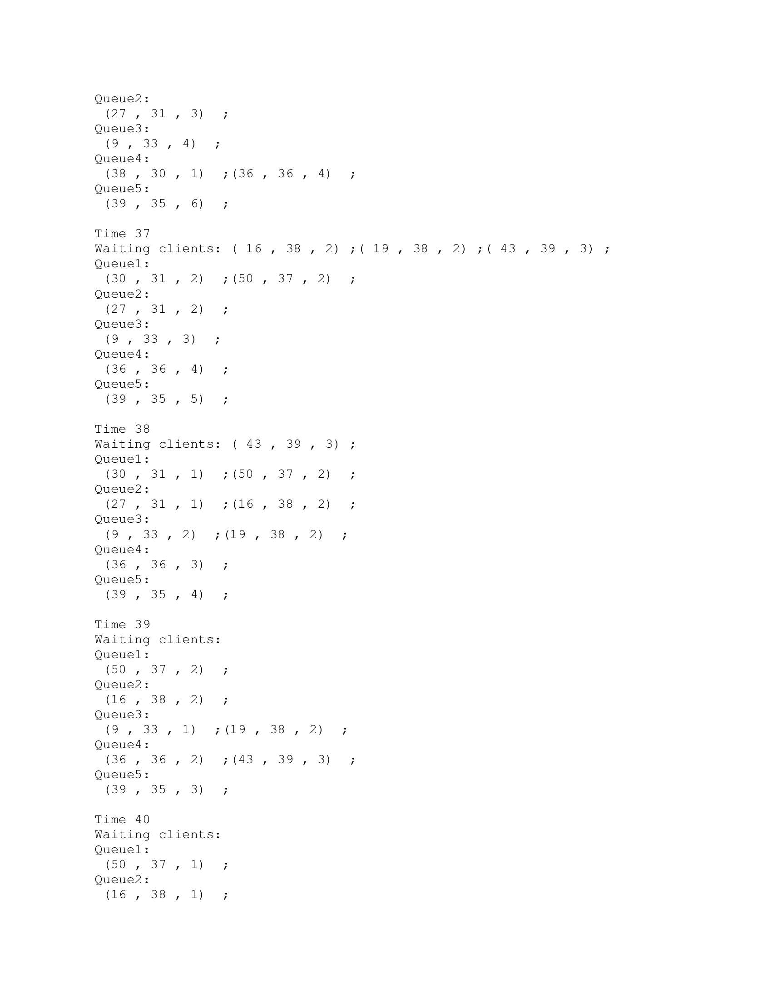 Queue2:
 (27 , 31 , 3)  ;
Queue3:
 (9 , 33 , 4)  ;
Queue4:
 (38 , 30 , 1)  ;(36 , 36 , 4)  ;
Queue5:
 (39 , 35 , 6)  ;

Time 37
Waiting clients: ( 16 , 38 , 2) ;( 19 , 38 , 2) ;( 43 , 39 , 3) ;
Queue1:
 (30 , 31 , 2)  ;(50 , 37 , 2)  ;
Queue2:
 (27 , 31 , 2)  ;
Queue3:
 (9 , 33 , 3)  ;
Queue4:
 (36 , 36 , 4)  ;
Queue5:
 (39 , 35 , 5)  ;

Time 38
Waiting clients: ( 43 , 39 , 3) ;
Queue1:
 (30 , 31 , 1)  ;(50 , 37 , 2)  ;
Queue2:
 (27 , 31 , 1)  ;(16 , 38 , 2)  ;
Queue3:
 (9 , 33 , 2)  ;(19 , 38 , 2)  ;
Queue4:
 (36 , 36 , 3)  ;
Queue5:
 (39 , 35 , 4)  ;

Time 39
Waiting clients:
Queue1:
 (50 , 37 , 2)  ;
Queue2:
 (16 , 38 , 2)  ;
Queue3:
 (9 , 33 , 1)  ;(19 , 38 , 2)  ;
Queue4:
 (36 , 36 , 2)  ;(43 , 39 , 3)  ;
Queue5:
 (39 , 35 , 3)  ;

Time 40
Waiting clients:
Queue1:
 (50 , 37 , 1)  ;
Queue2:
 (16 , 38 , 1)  ;